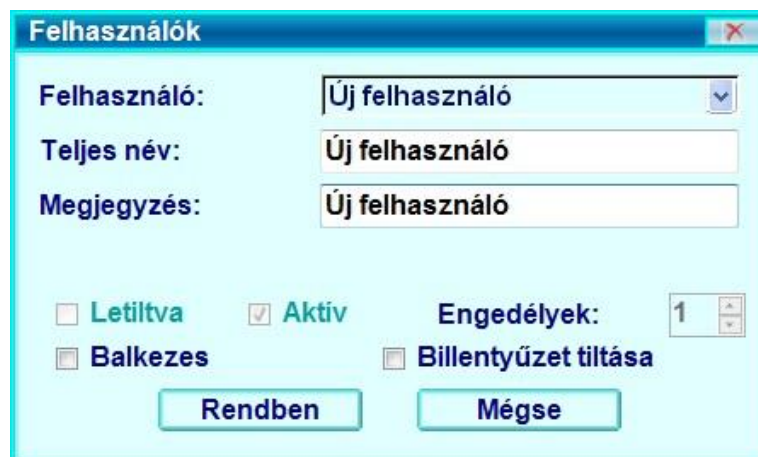 Felhasználók
Felhasználó: Új felhasználó
Teljes név: Új felhasználó
Megjegyzés: Új felhasználó
Letiltva Aktív Engedélyek: 1
Balkezes Billentyűzet tiltása
Rendben Mégse